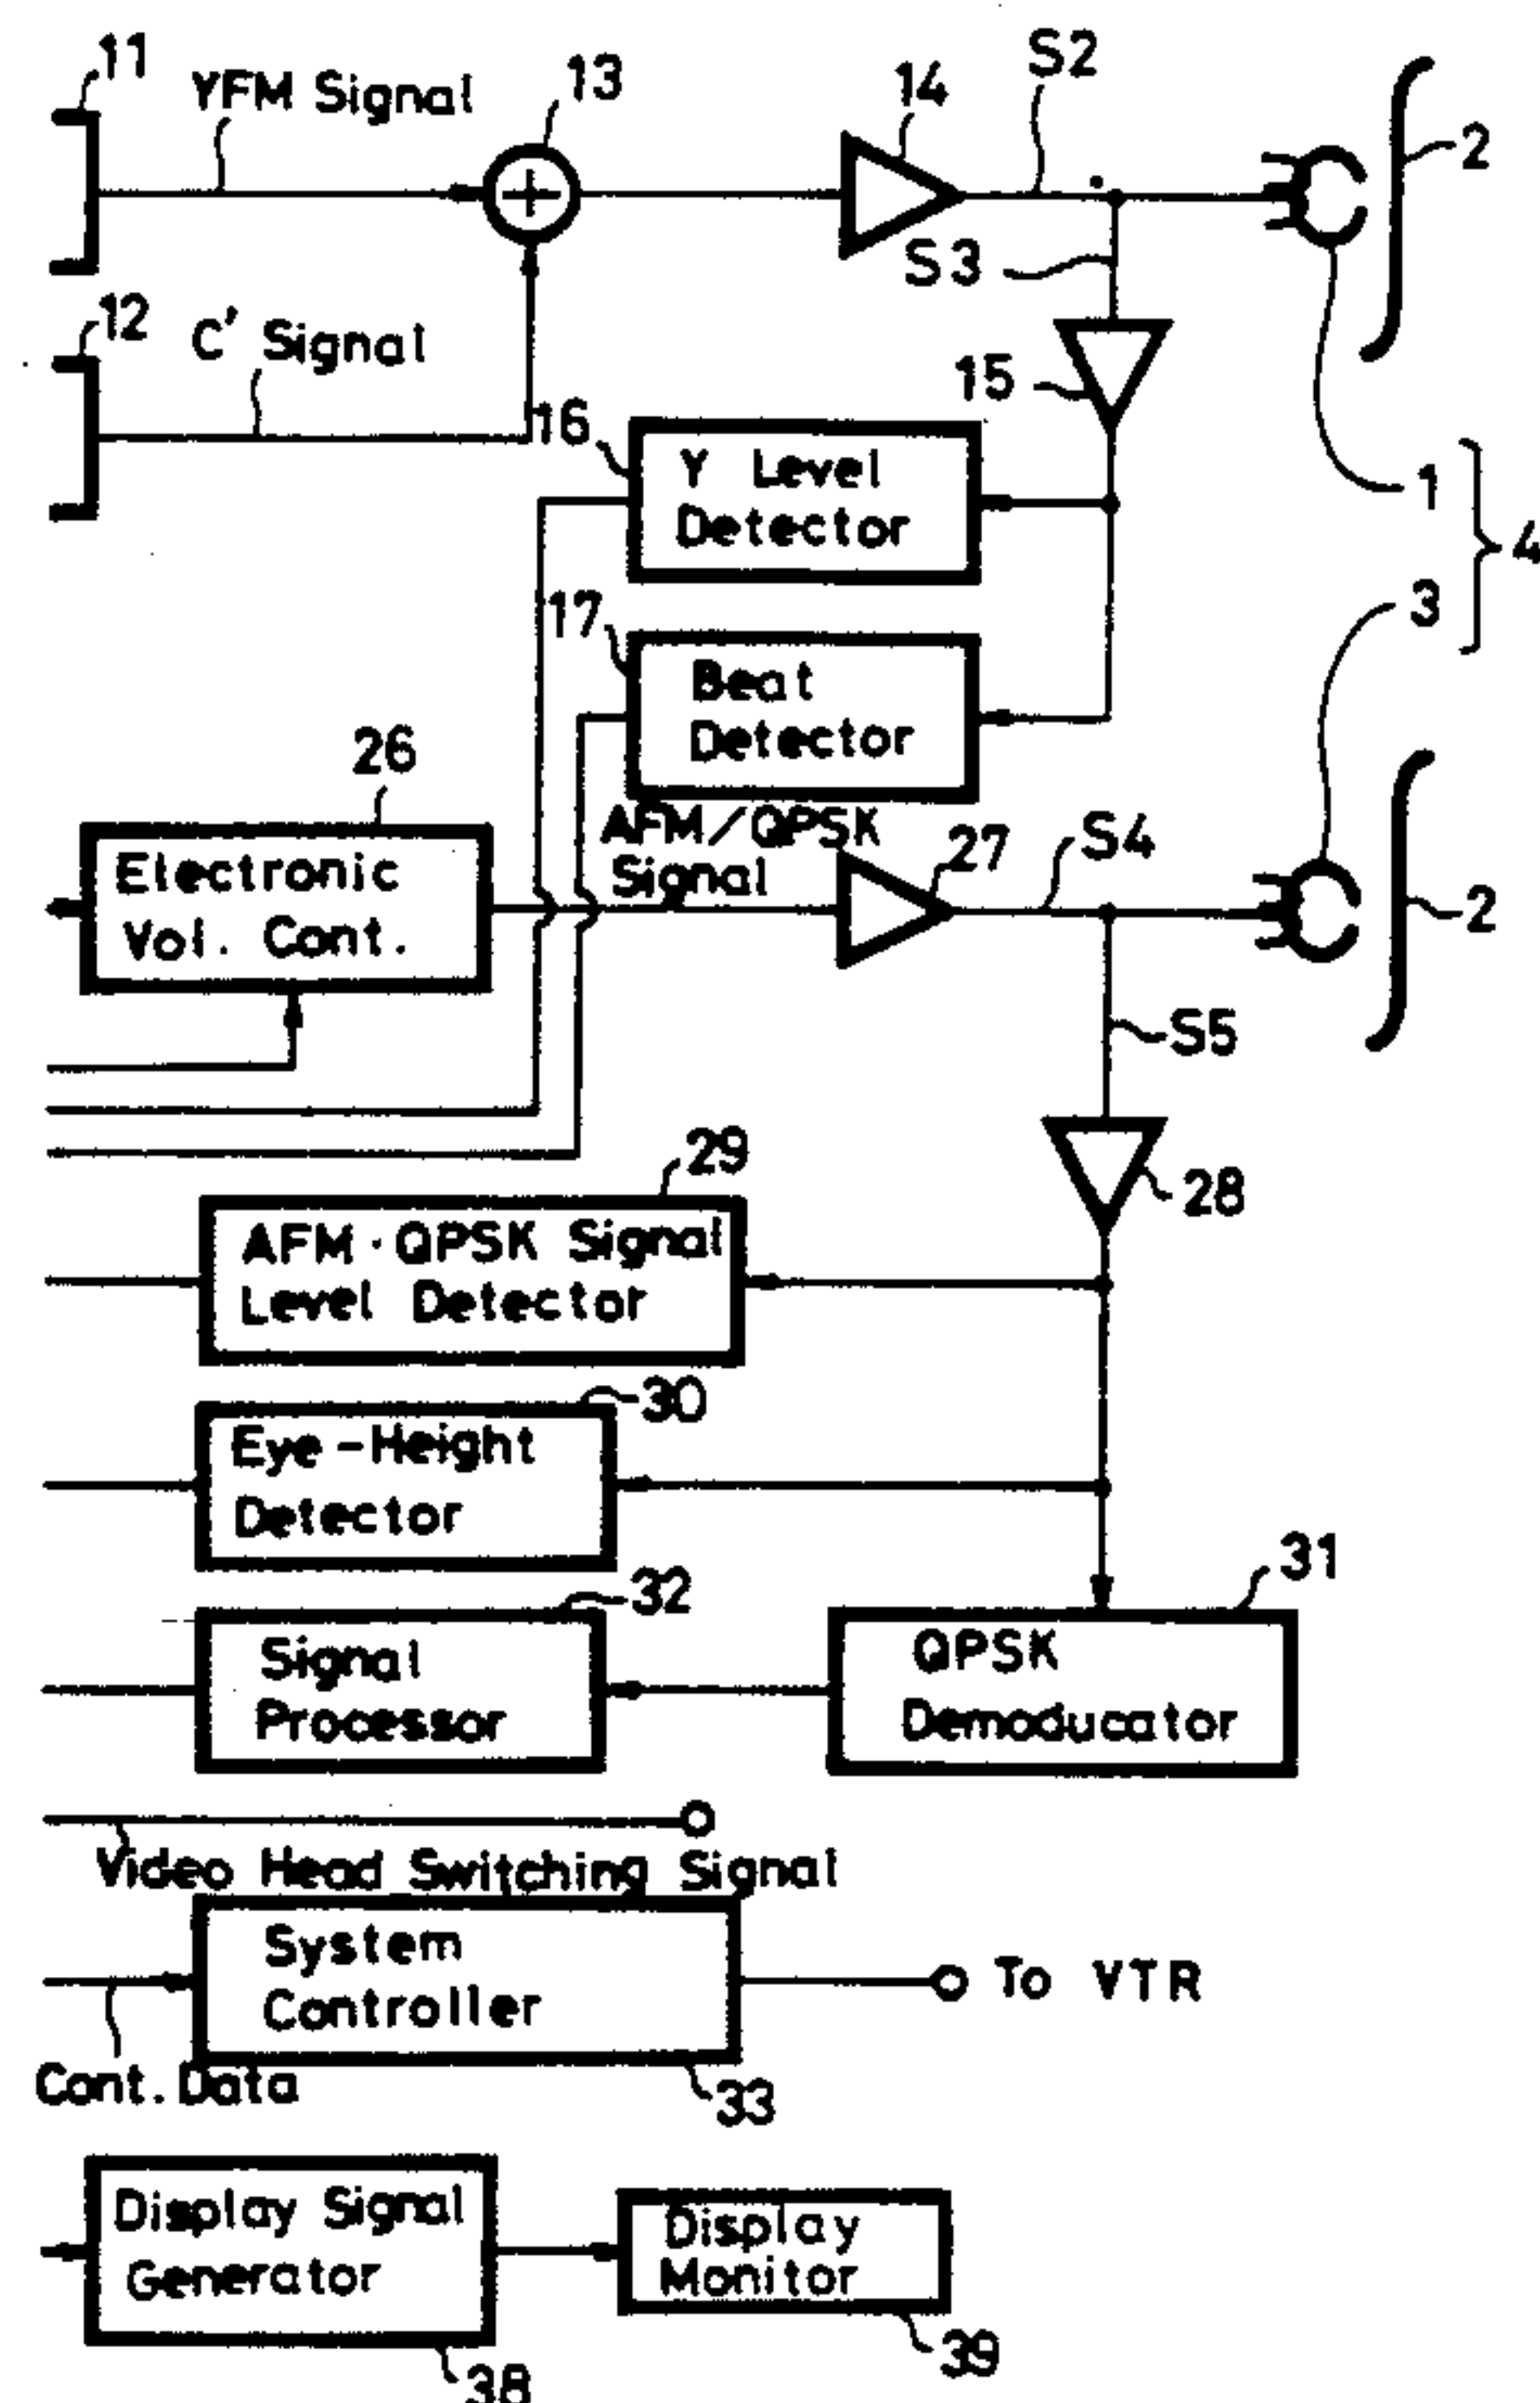 11
YFM Signal
13
14
S2
2
S3
12
C' Signal
15
16
Y Level
Detector
1
4
3
17
Beat
Detector
26
AFM/QPSK
Signal
27
S4
Electronic
Vol. Cont.
2
S5
29
28
AFM·QPSK Signal
Level Detector
30
Eye-Height
Detector
31
32
Signal
Processor
QPSK
Demoducator
Video Head Switching Signal
System
Controller
To VTR
Cont. Data
33
Display Signal
Generator
Display
Monitor
39
38